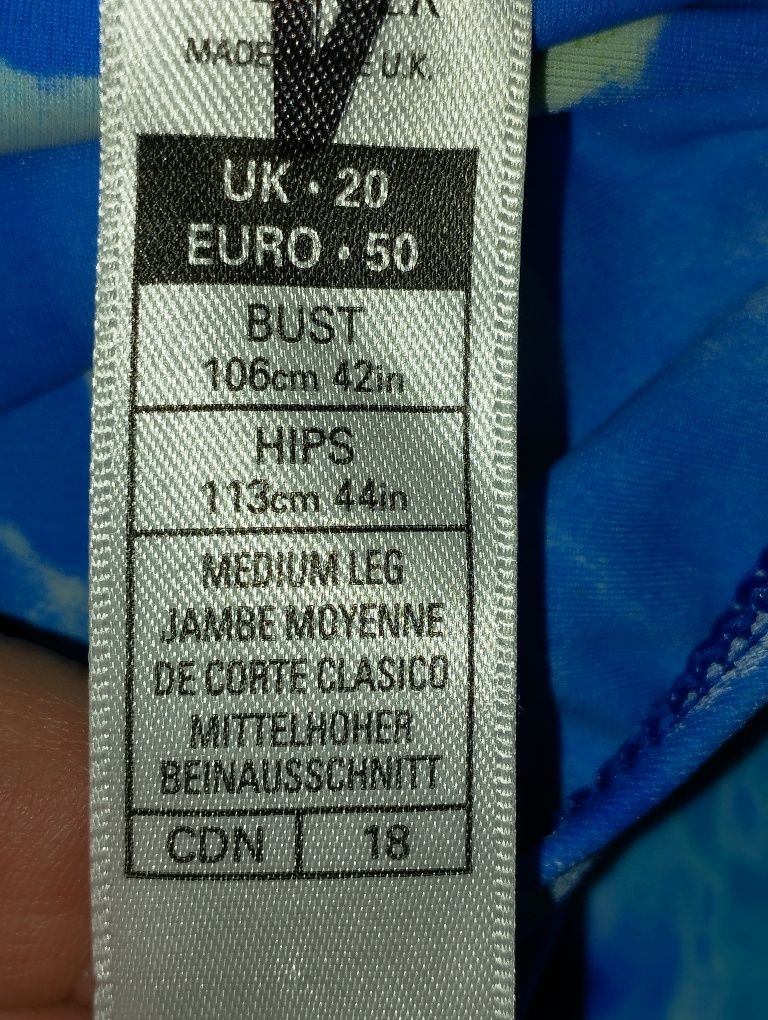 MADE U.K.
UK · 20
EURO · 50
BUST
106cm 42in
HIPS
113cm 44in
MEDIUM LEG
JAMBE MOYENNE
DE CORTE CLASICO
MITTELHOHER
BEINAUSSCHNITT
CDN 18